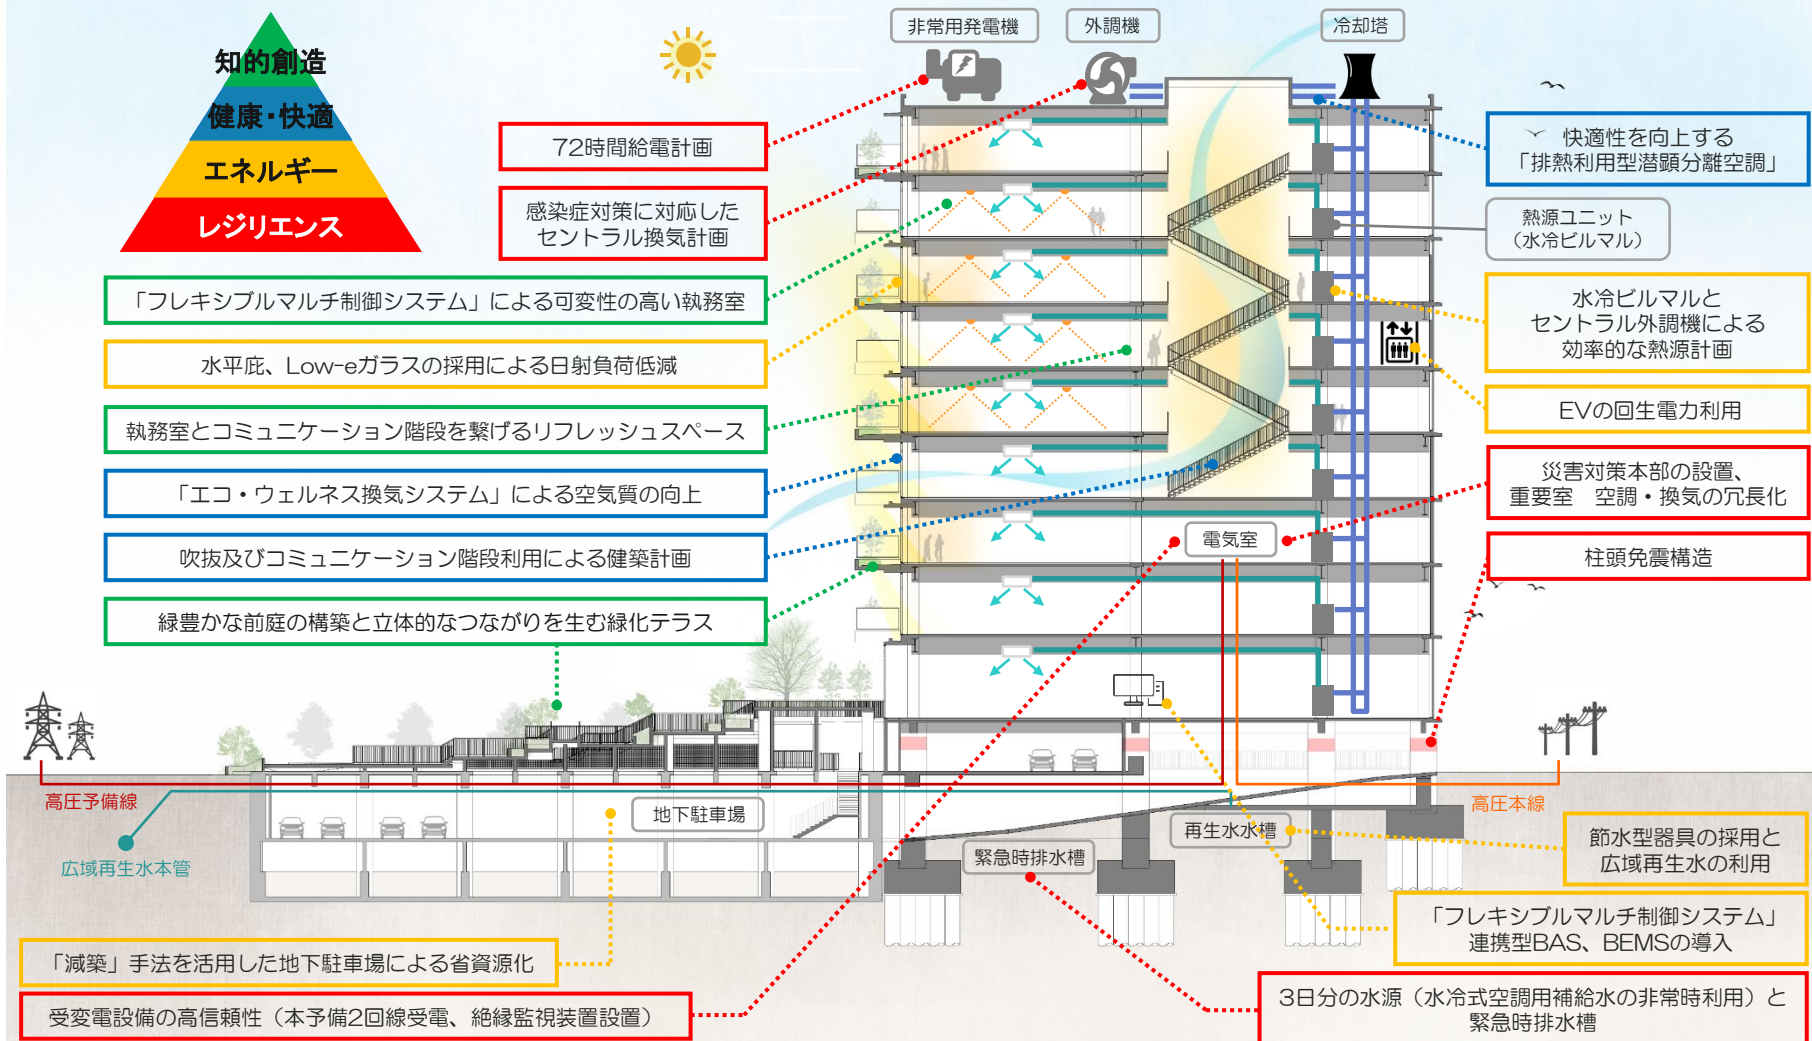 知的創造
健康・快適
エネルギー
レジリエンス
非常用発電機
外調機
冷却塔
72時間給電計画
感染症対策に対応した
セントラル換気計画
「フレキシブルマルチ制御システム」による可変性の高い執務室
水平庇、Low-eガラスの採用による日射負荷低減
執務室とコミュニケーション階段を繋げるリフレッシュスペース
「エコ・ウェルネス換気システム」による空気質の向上
吹抜及びコミュニケーション階段利用による健築計画
緑豊かな前庭の構築と立体的なつながりを生む緑化テラス
快適性を向上する
「排熱利用型潜顕分離空調」
熱源ユニット
（水冷ビルマル）
水冷ビルマルと
セントラル外調機による
効率的な熱源計画
EVの回生電力利用
災害対策本部の設置、
重要室　空調・換気の冗長化
電気室
柱頭免震構造
高圧予備線
広域再生水本管
地下駐車場
緊急時排水槽
再生水水槽
高圧本線
節水型器具の採用と
広域再生水の利用
「フレキシブルマルチ制御システム」
連携型BAS、BEMSの導入
「減築」手法を活用した地下駐車場による省資源化
受変電設備の高信頼性（本予備2回線受電、絶縁監視装置設置）
3日分の水源（水冷式空調用補給水の非常時利用）と
緊急時排水槽